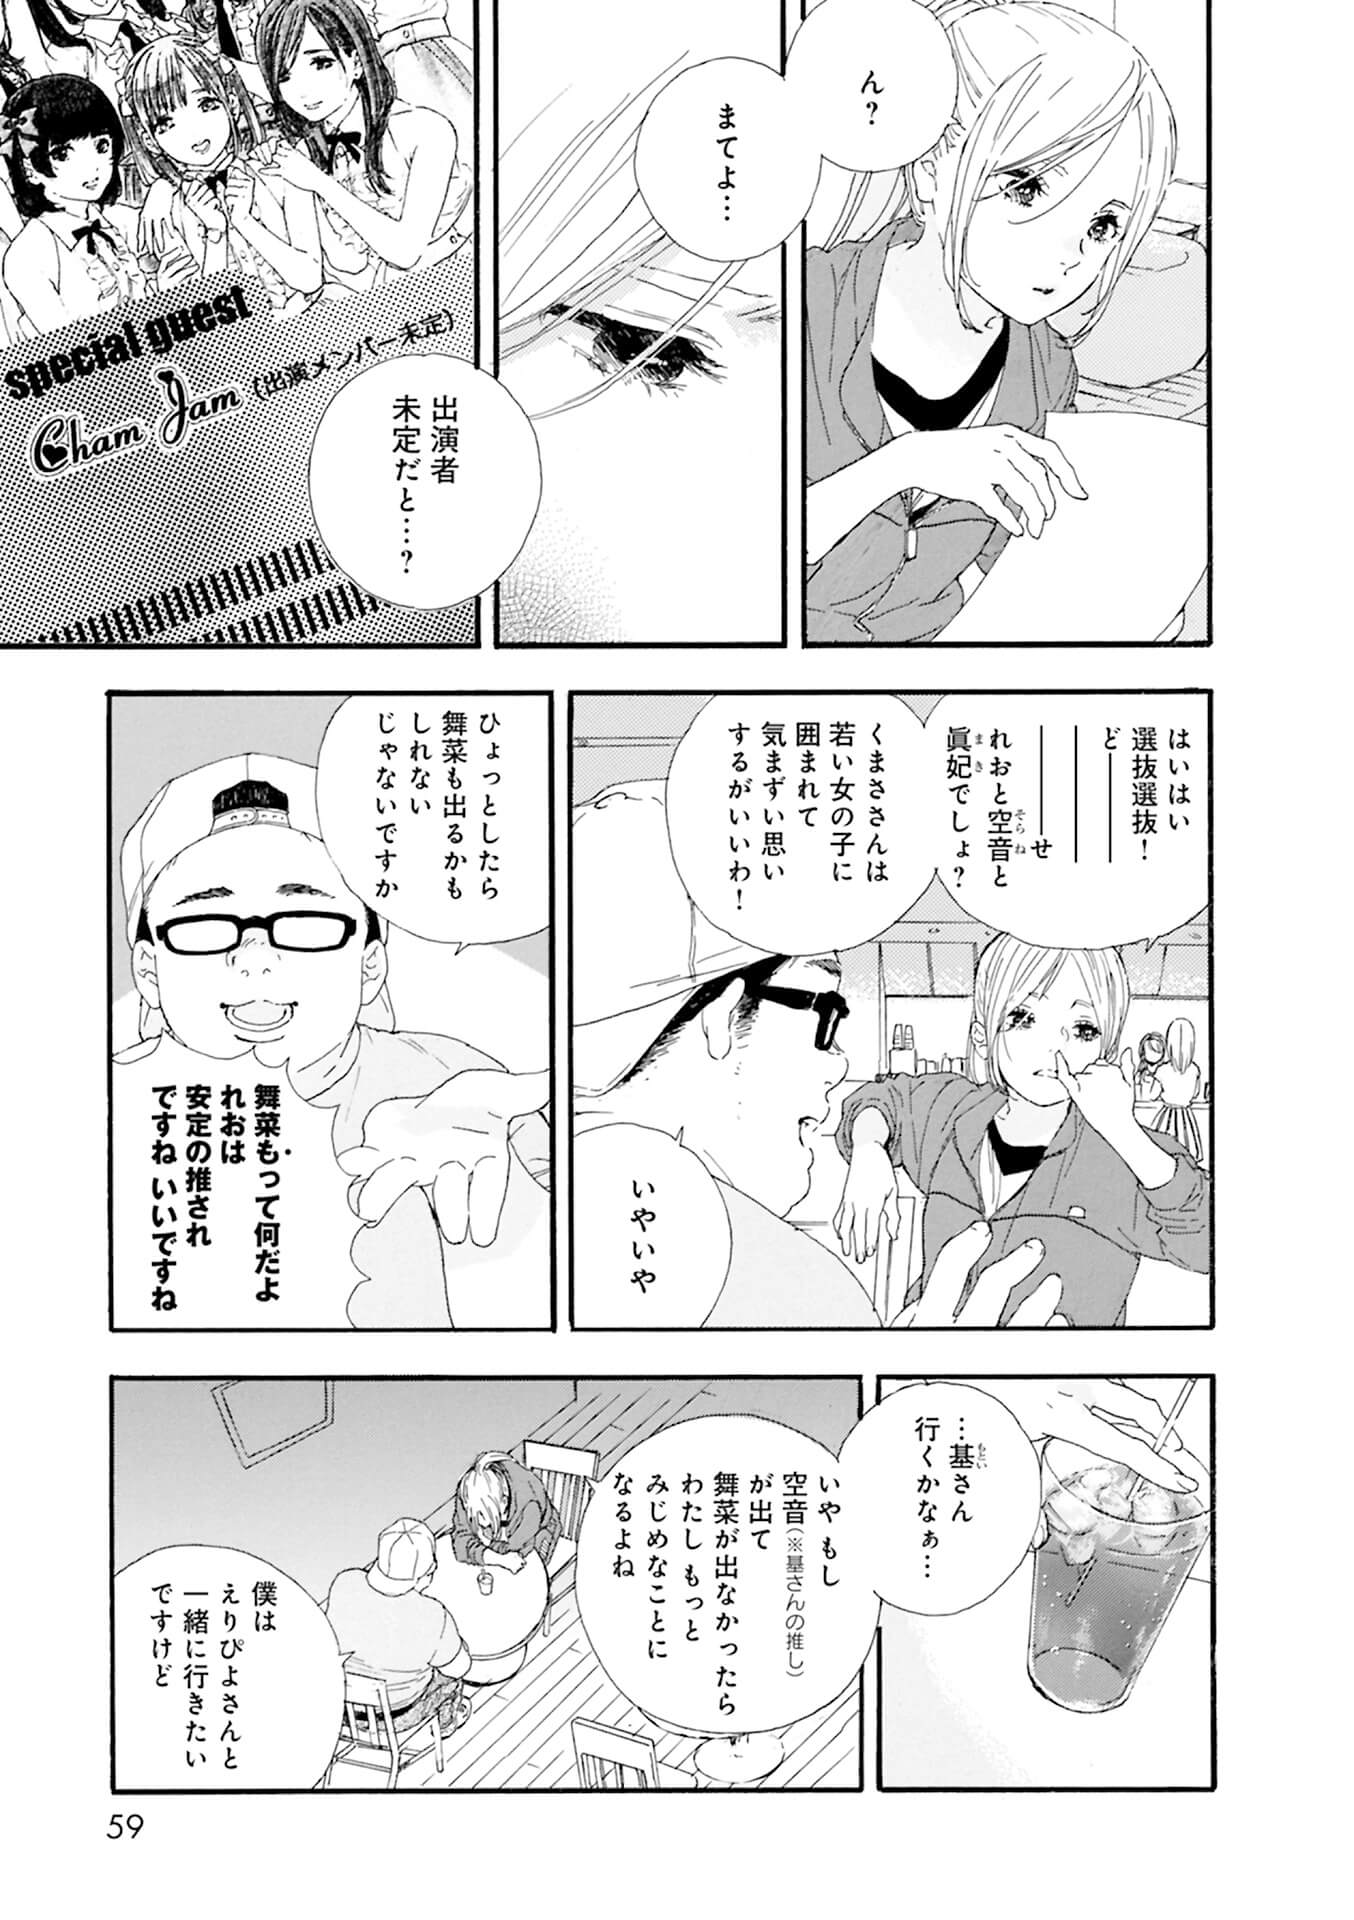 ん？
まてよ…
special guest
Cham Jam（出演メンバー未定）
出演者
未定だと…？
はいはい
選抜選抜！
ど――
――
――せ
れおと空音と
眞妃でしょ？
そらね
まき
くまささんは
若い女の子に
囲まれて
気まずい思い
するがいいわ！
いやいや
ひょっとしたら
舞菜も出るかも
しれない
じゃないですか
舞菜もって何だよ
れおは
安定の推され
ですね いいですね
…基さん
もとい
行くかなぁ…
いや もし
空音（※基さんの推し）
が出て
舞菜が出なかったら
わたし もっと
みじめなことに
なるよね
僕は
えりぴよさんと
一緒に行きたい
ですけど
59